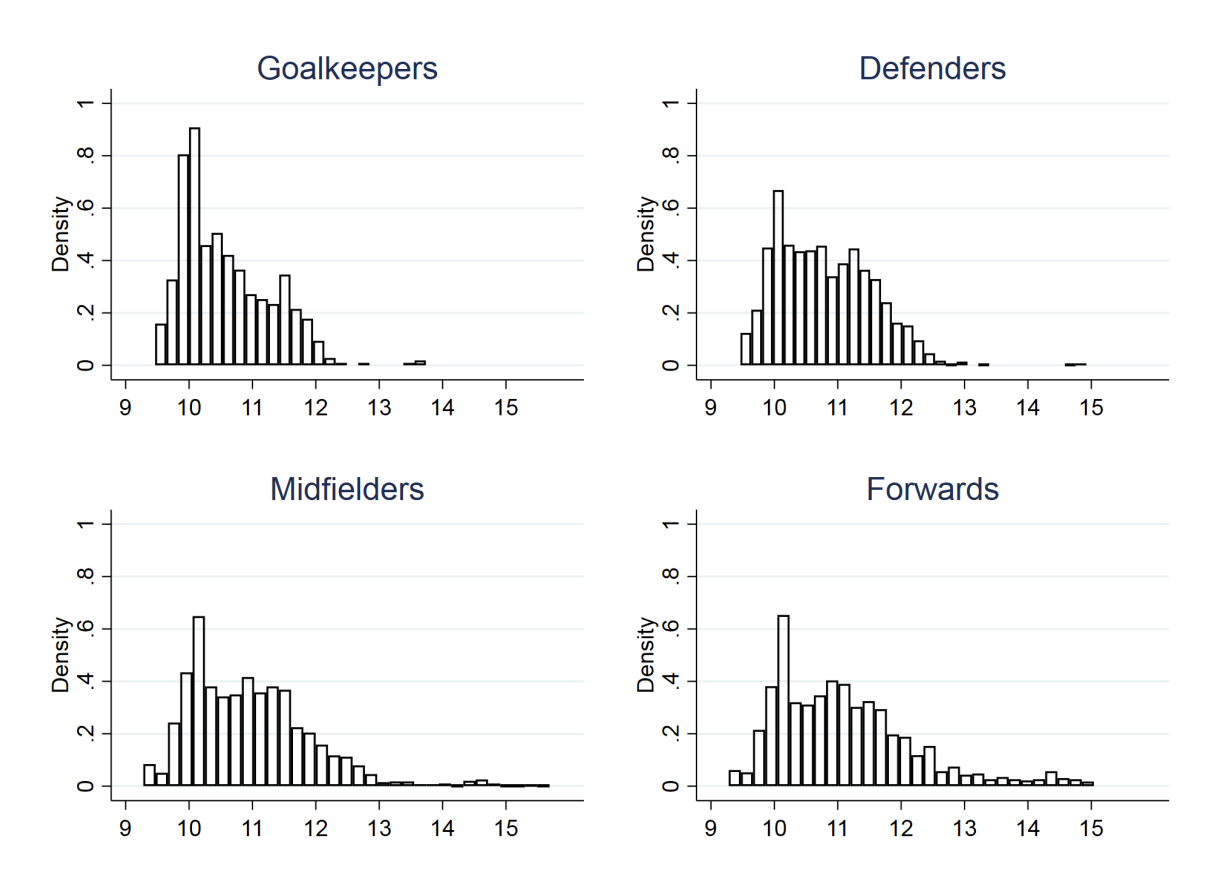 Goalkeepers
Density
0 .2 .4 .6 .8 1
9 10 11 12 13 14 15
Defenders
Density
0 .2 .4 .6 .8 1
9 10 11 12 13 14 15
Midfielders
Density
0 .2 .4 .6 .8 1
9 10 11 12 13 14 15
Forwards
Density
0 .2 .4 .6 .8 1
9 10 11 12 13 14 15